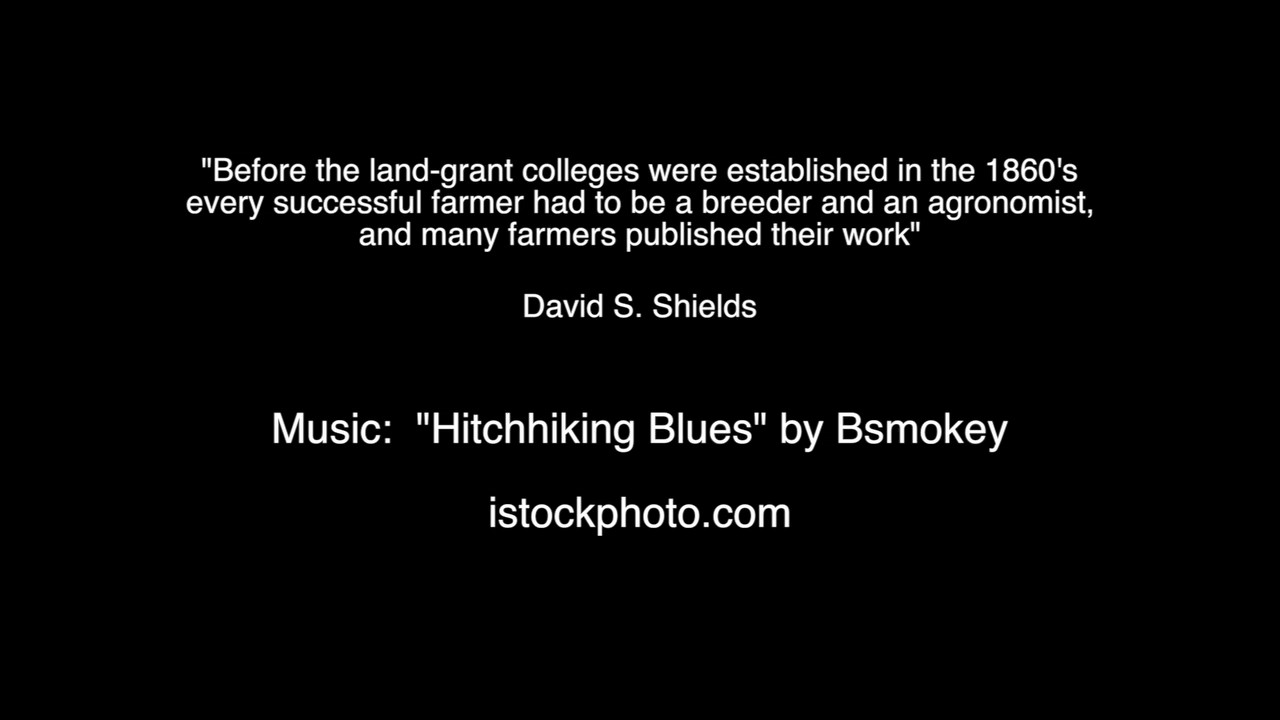 "Before the land-grant colleges were established in the 1860's
every successful farmer had to be a breeder and an agronomist,
and many farmers published their work"
David S. Shields
Music:  "Hitchhiking Blues" by Bsmokey
istockphoto.com